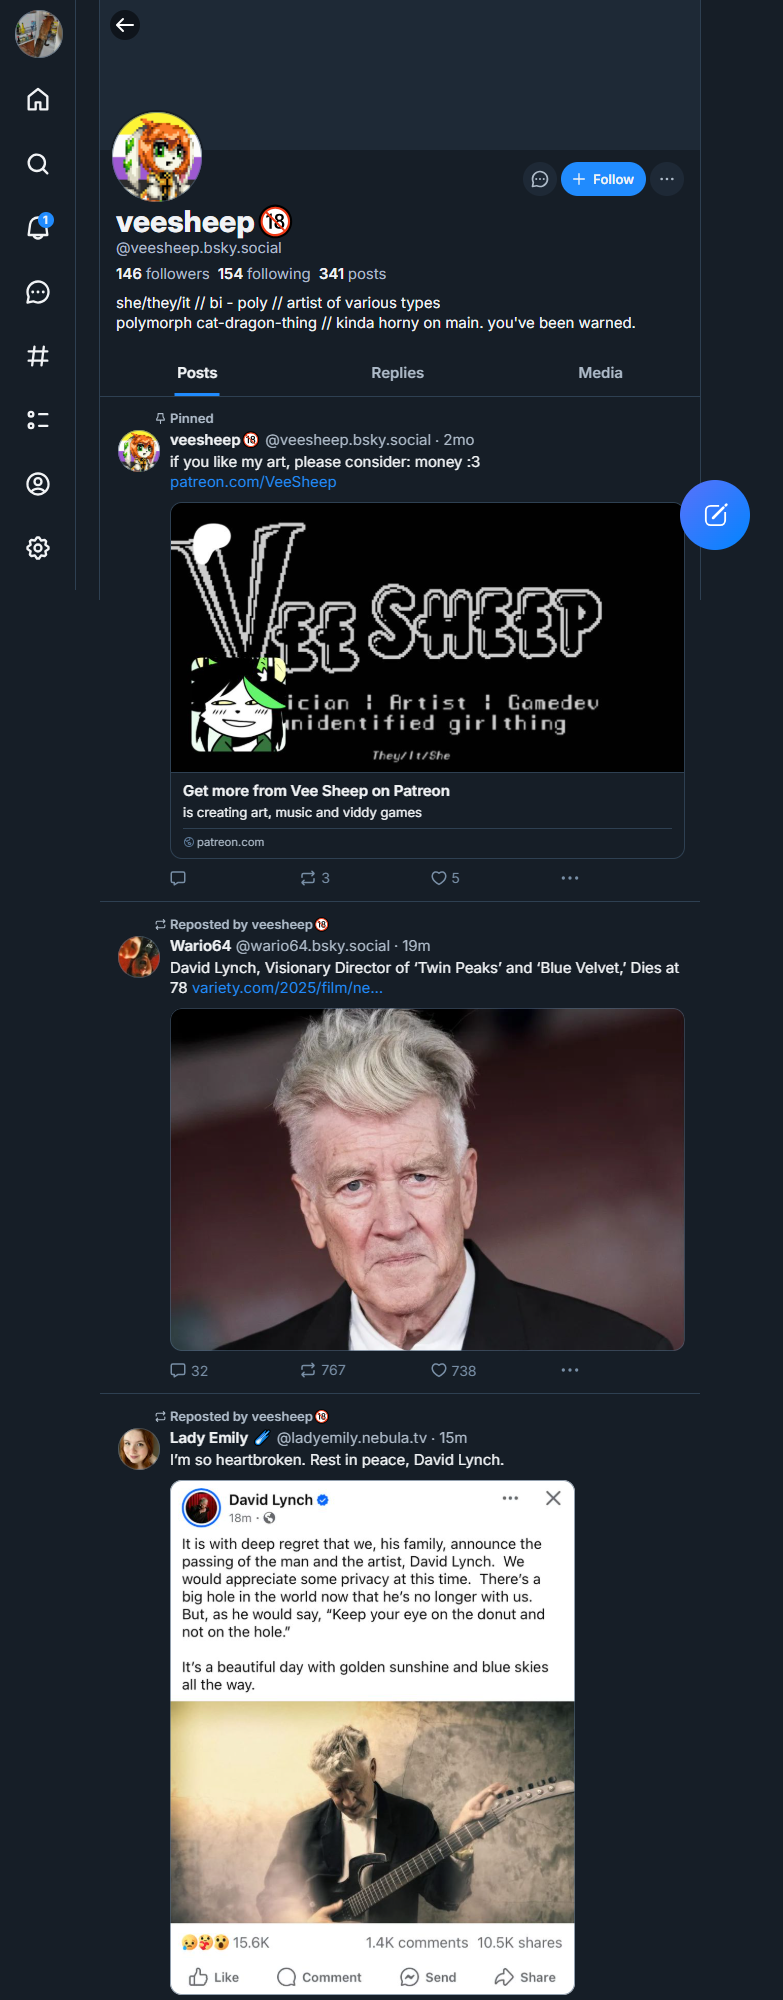 1
Follow
veesheep🔞
@veesheep.bsky.social
146 followers 154 following 341 posts
she/they/it // bi - poly // artist of various types
polymorph cat-dragon-thing // kinda horny on main. you've been warned.
Posts Replies Media
Pinned
veesheep🔞 @veesheep.bsky.social · 2mo
if you like my art, please consider: money :3
patreon.com/VeeSheep
VEE SHEEP
ician ¦ Artist ¦ Gamedev
nidentified girlthing
They/It/She
Get more from Vee Sheep on Patreon
is creating art, music and viddy games
patreon.com
3 5
Reposted by veesheep🔞
Wario64 @wario64.bsky.social · 19m
David Lynch, Visionary Director of ‘Twin Peaks’ and ‘Blue Velvet,’ Dies at
78 variety.com/2025/film/ne...
32 767 738
Reposted by veesheep🔞
Lady Emily @ladyemily.nebula.tv · 15m
I’m so heartbroken. Rest in peace, David Lynch.
David Lynch
18m ·
It is with deep regret that we, his family, announce the
passing of the man and the artist, David Lynch. We
would appreciate some privacy at this time. There’s a
big hole in the world now that he’s no longer with us.
But, as he would say, “Keep your eye on the donut and
not on the hole.”
It’s a beautiful day with golden sunshine and blue skies
all the way.
15.6K 1.4K comments 10.5K shares
Like Comment Send Share